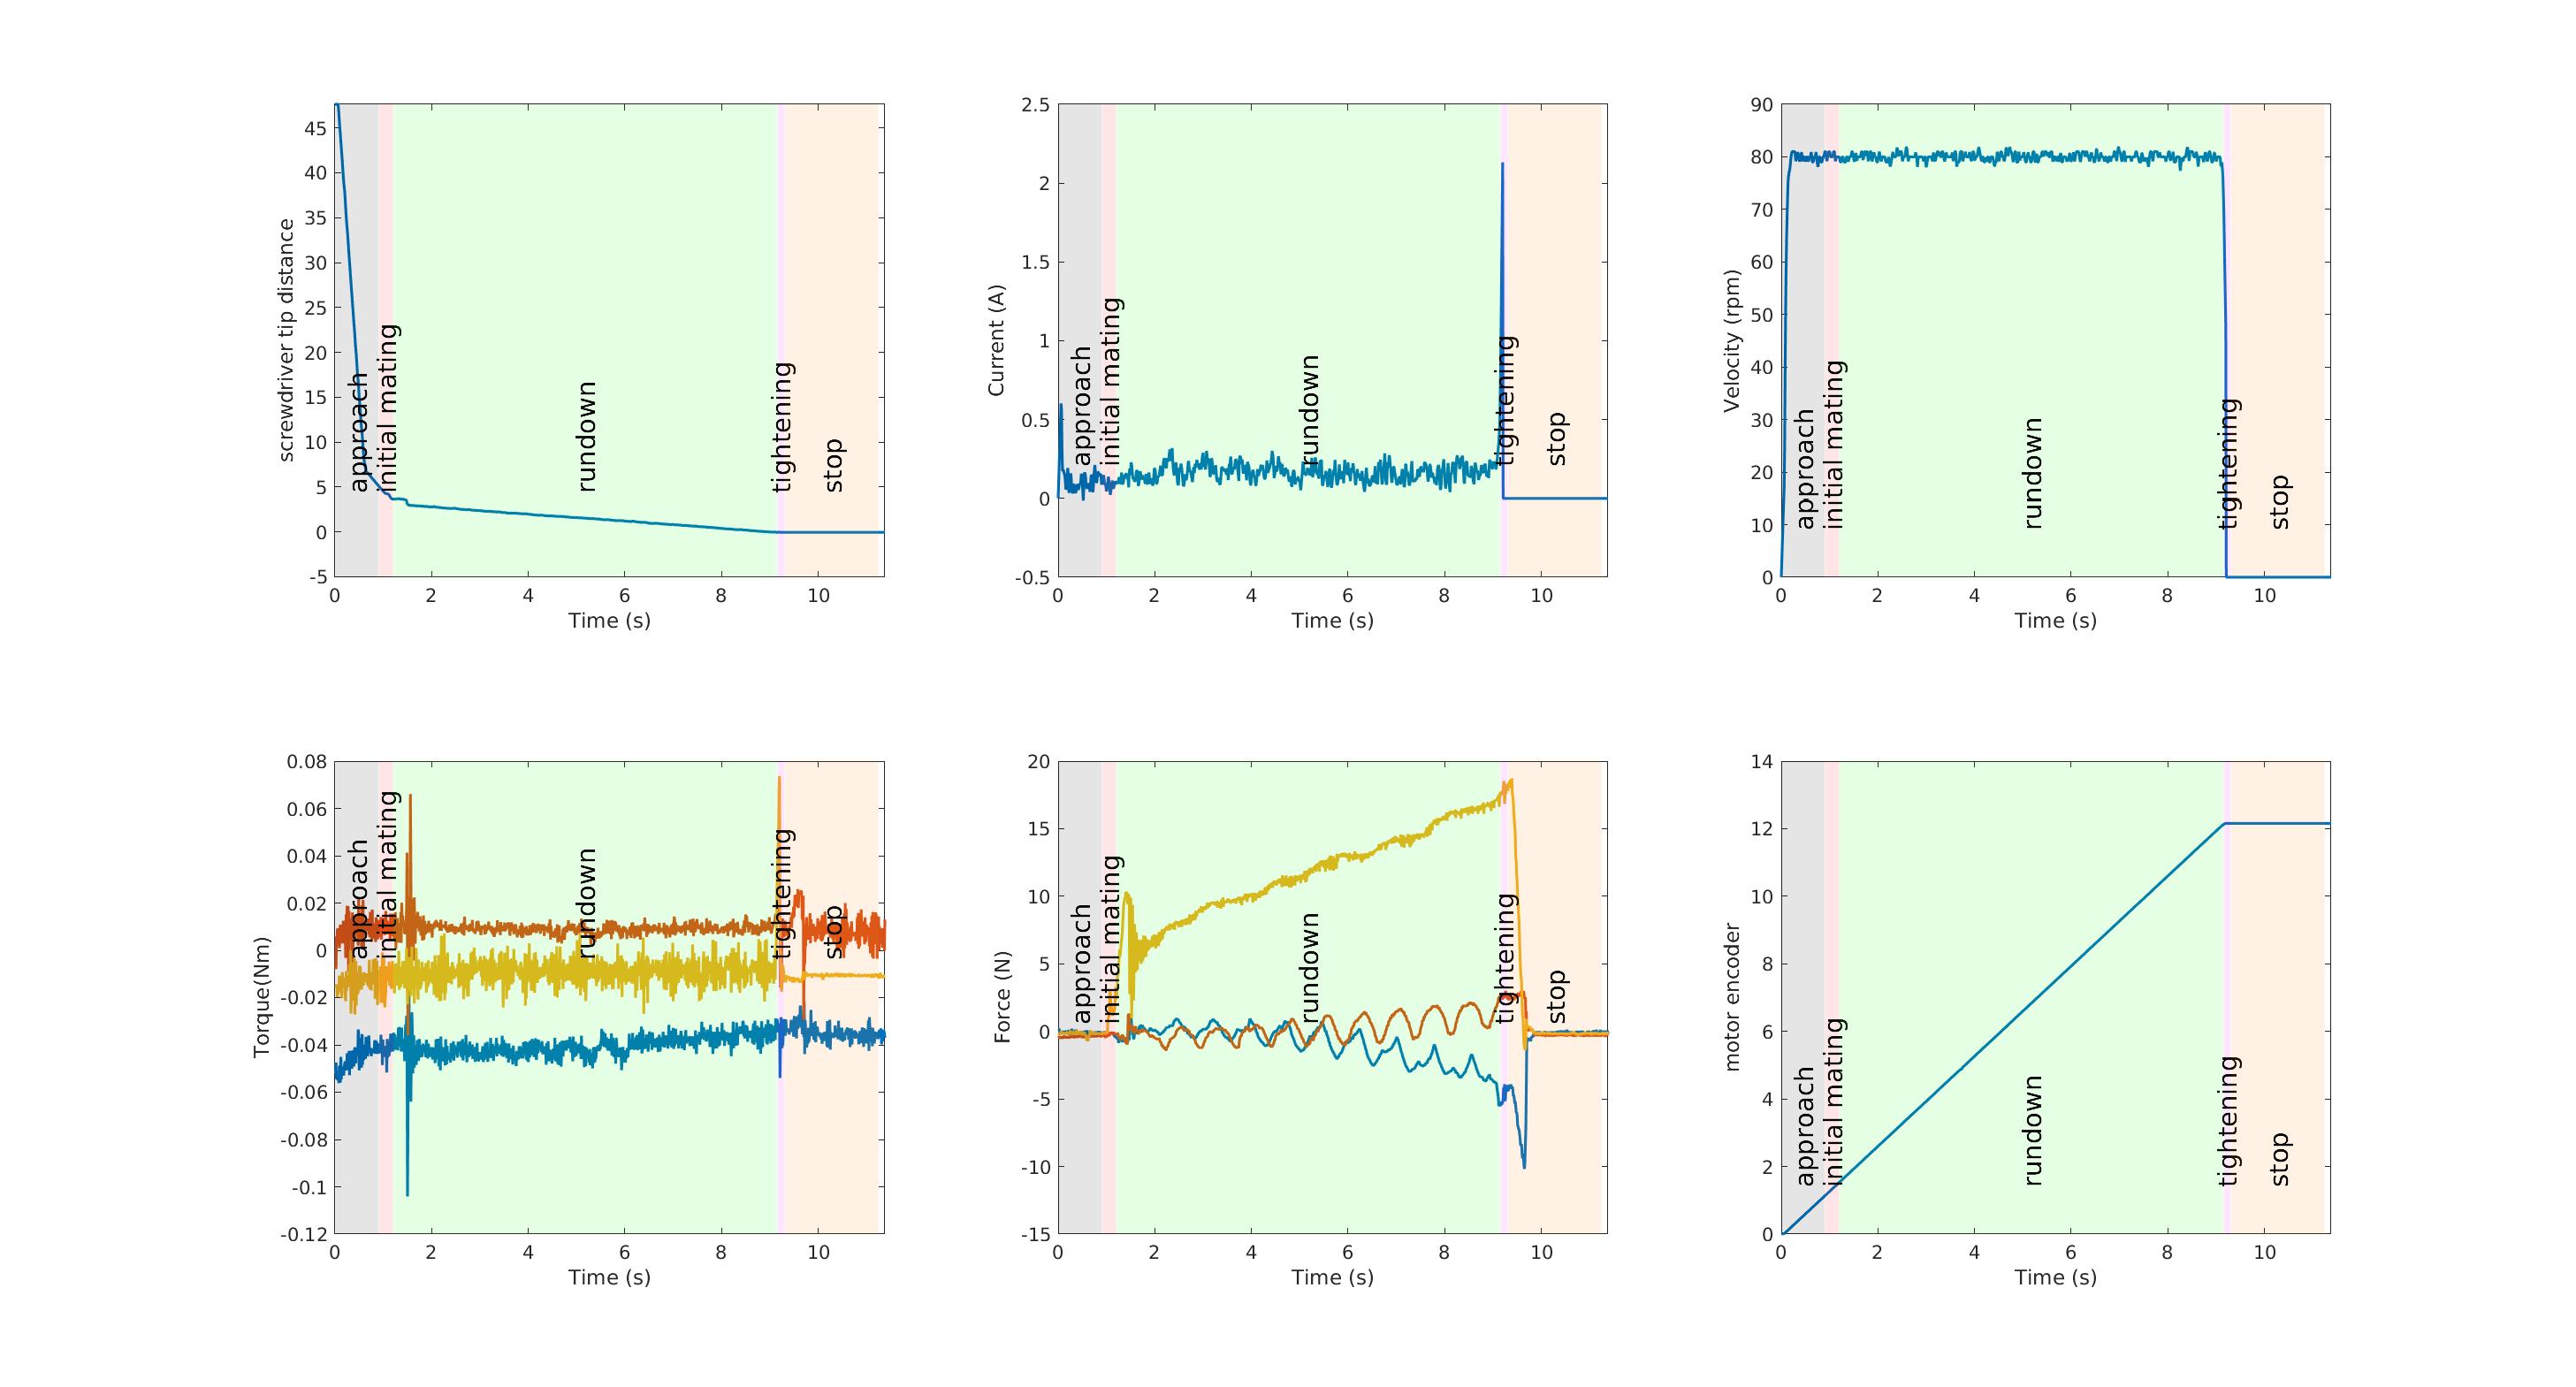 screwdriver tip distance
45
40
35
30
25
20
15
10
5
0
-5
approach
initial mating
rundown
tightening
stop
0 2 4 6 8 10
Time (s)
Current (A)
2.5
2
1.5
1
0.5
0
-0.5
approach
initial mating
rundown
tightening
stop
0 2 4 6 8 10
Time (s)
Velocity (rpm)
90
80
70
60
50
40
30
20
10
0
approach
initial mating
rundown
tightening
stop
0 2 4 6 8 10
Time (s)
Torque(Nm)
0.08
0.06
0.04
0.02
0
-0.02
-0.04
-0.06
-0.08
-0.1
-0.12
approach
initial mating
rundown
tightening
stop
0 2 4 6 8 10
Time (s)
Force (N)
20
15
10
5
0
-5
-10
-15
approach
initial mating
rundown
tightening
stop
0 2 4 6 8 10
Time (s)
motor encoder
14
12
10
8
6
4
2
0
approach
initial mating
rundown
tightening
stop
0 2 4 6 8 10
Time (s)